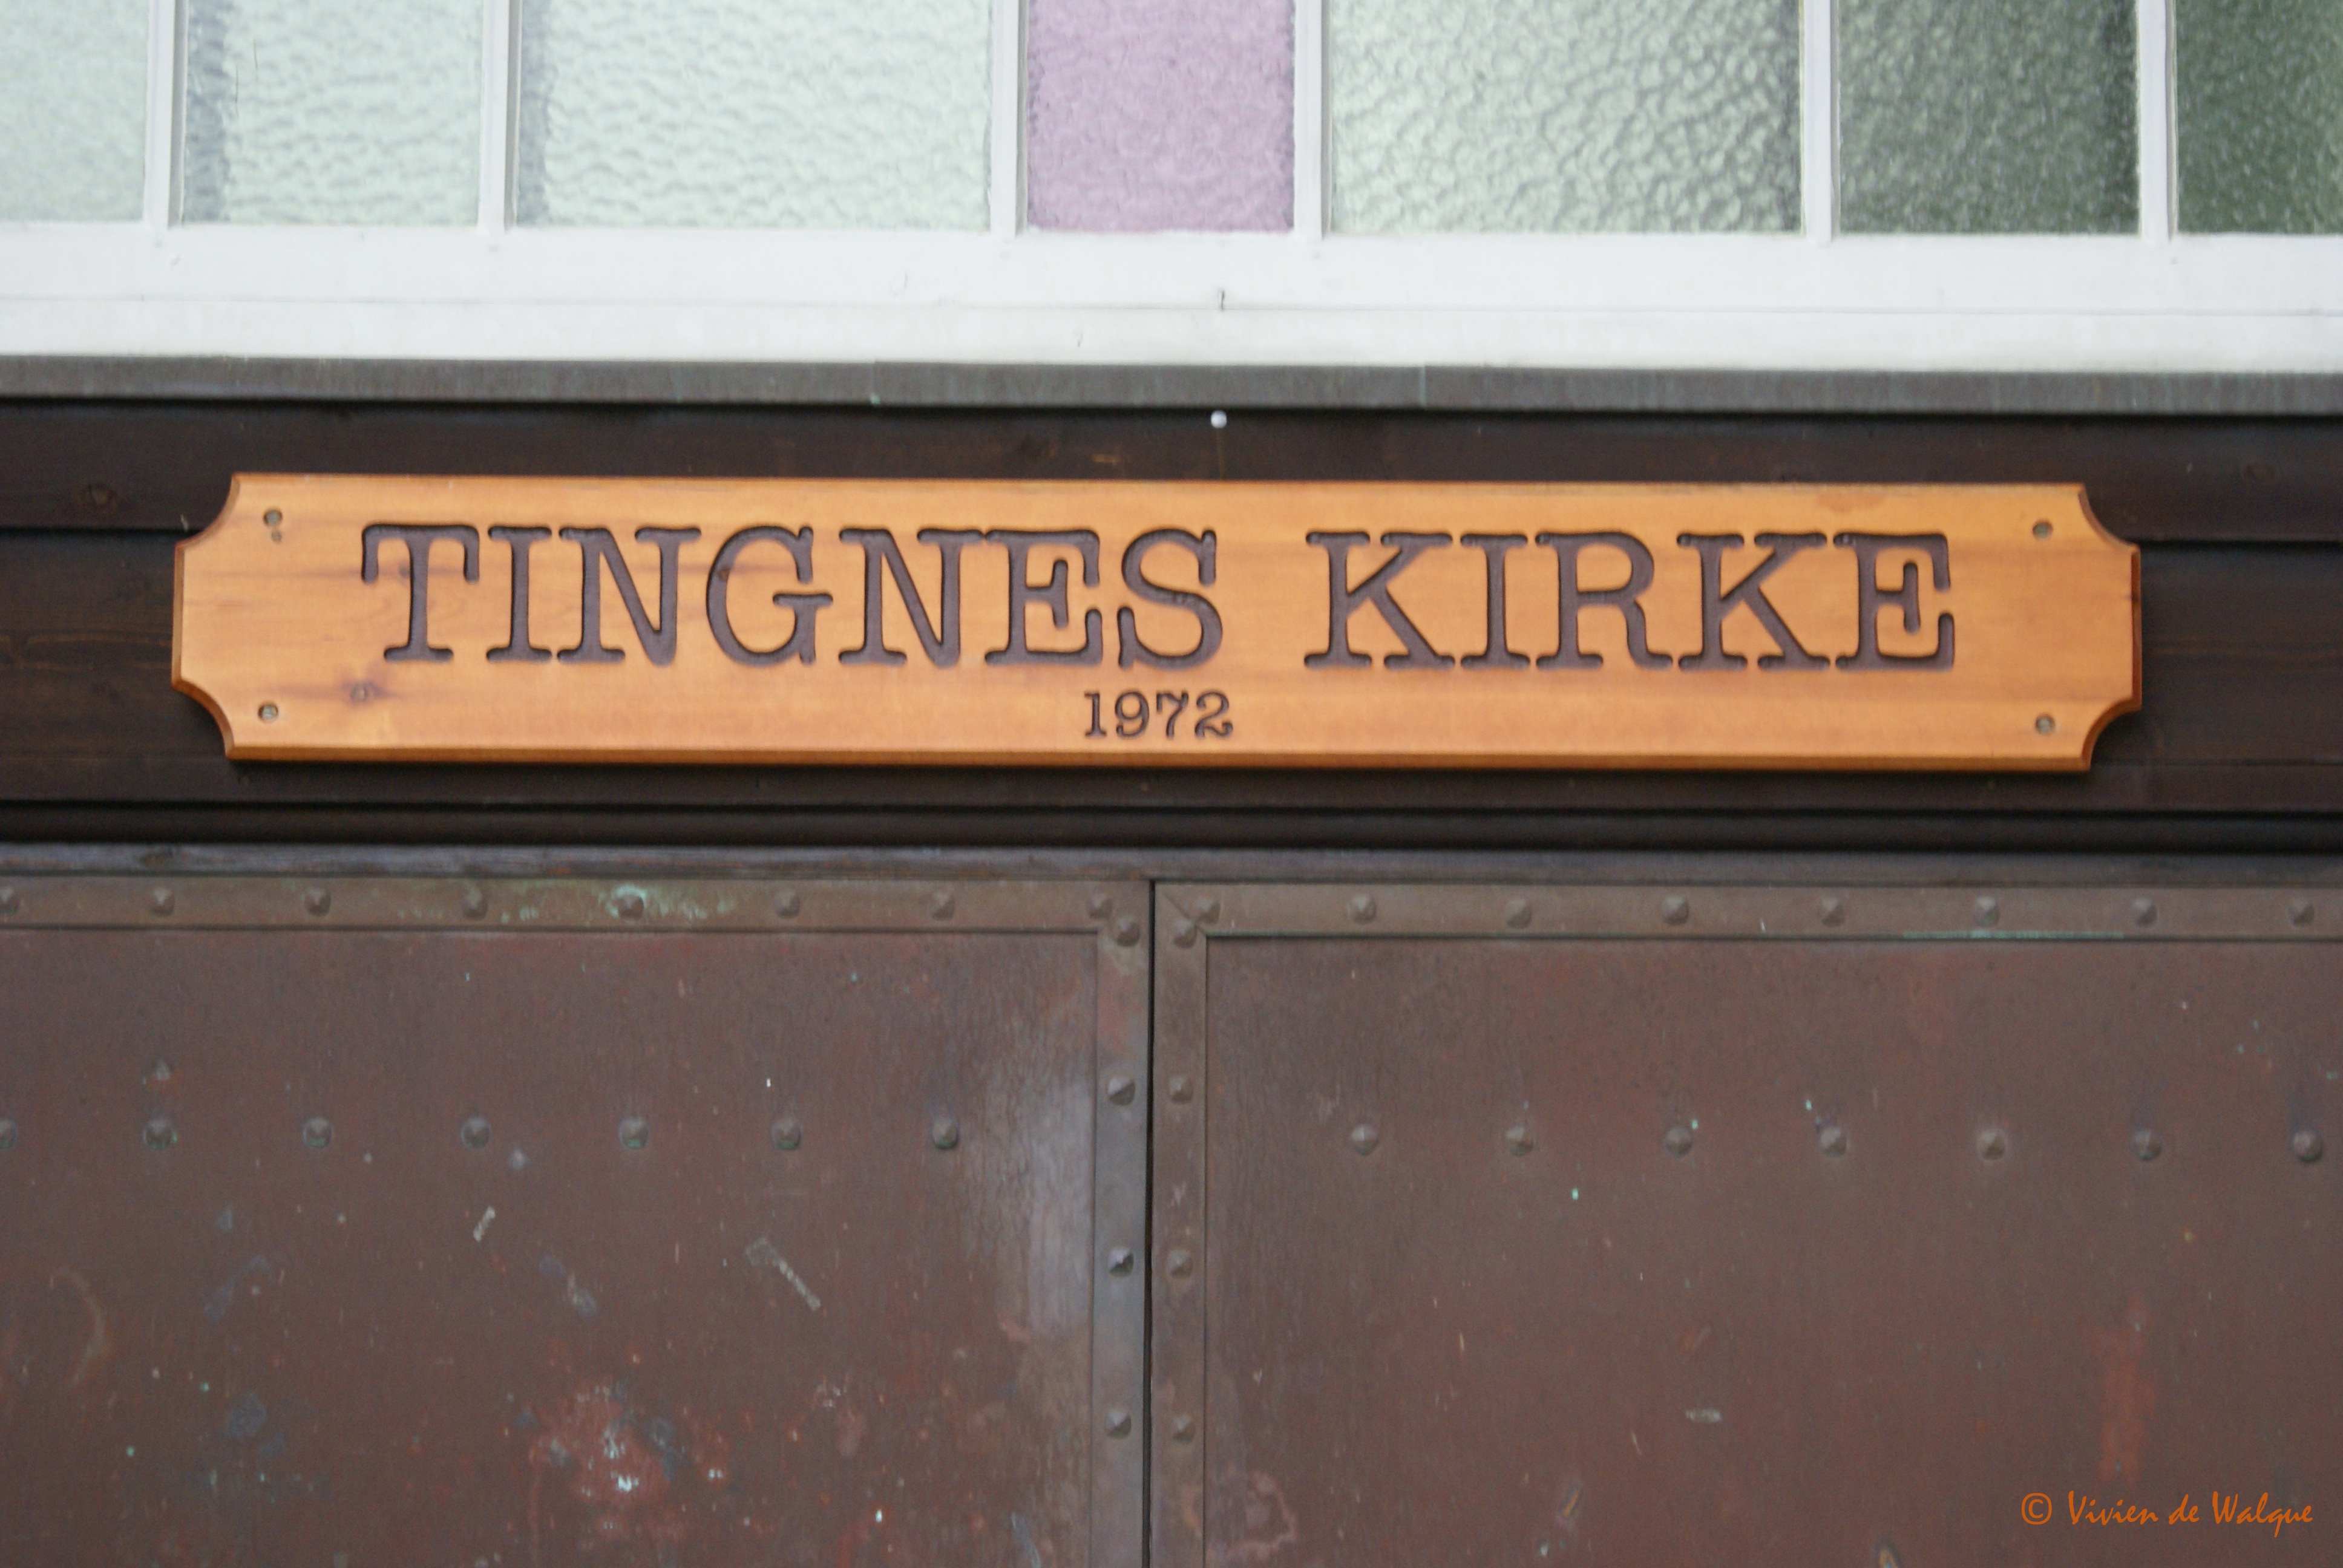 TINGNES KIRKE
1972
© Vivien de Walque